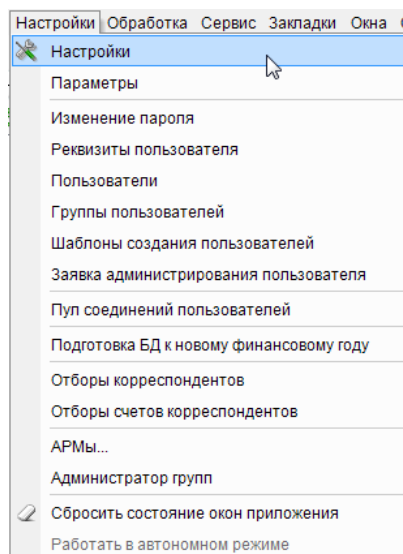 Настройки Обработка Сервис Закладки Окна
Настройки
Параметры
Изменение пароля
Реквизиты пользователя
Пользователи
Группы пользователей
Шаблоны создания пользователей
Заявка администрирования пользователя
Пул соединений пользователей
Подготовка БД к новому финансовому году
Отборы корреспондентов
Отборы счетов корреспондентов
АРМы...
Администратор групп
Сбросить состояние окон приложения
Работать в автономном режиме